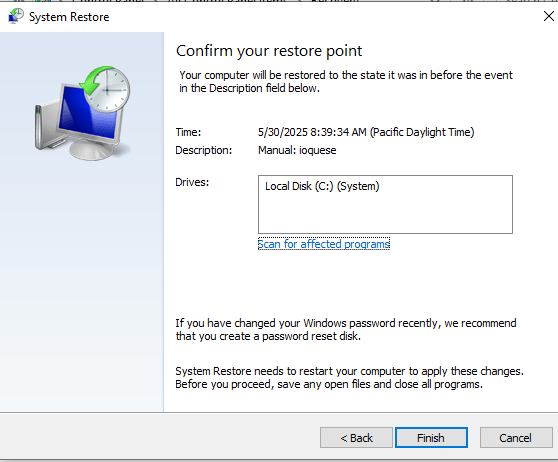 System Restore
Confirm your restore point
Your computer will be restored to the state it was in before the event
in the Description field below.
Time: 5/30/2025 8:39:34 AM (Pacific Daylight Time)
Description: Manual: ioquese
Drives: Local Disk (C:) (System)
Scan for affected programs
If you have changed your Windows password recently, we recommend
that you create a password reset disk.
System Restore needs to restart your computer to apply these changes.
Before you proceed, save any open files and close all programs.
< Back Finish Cancel